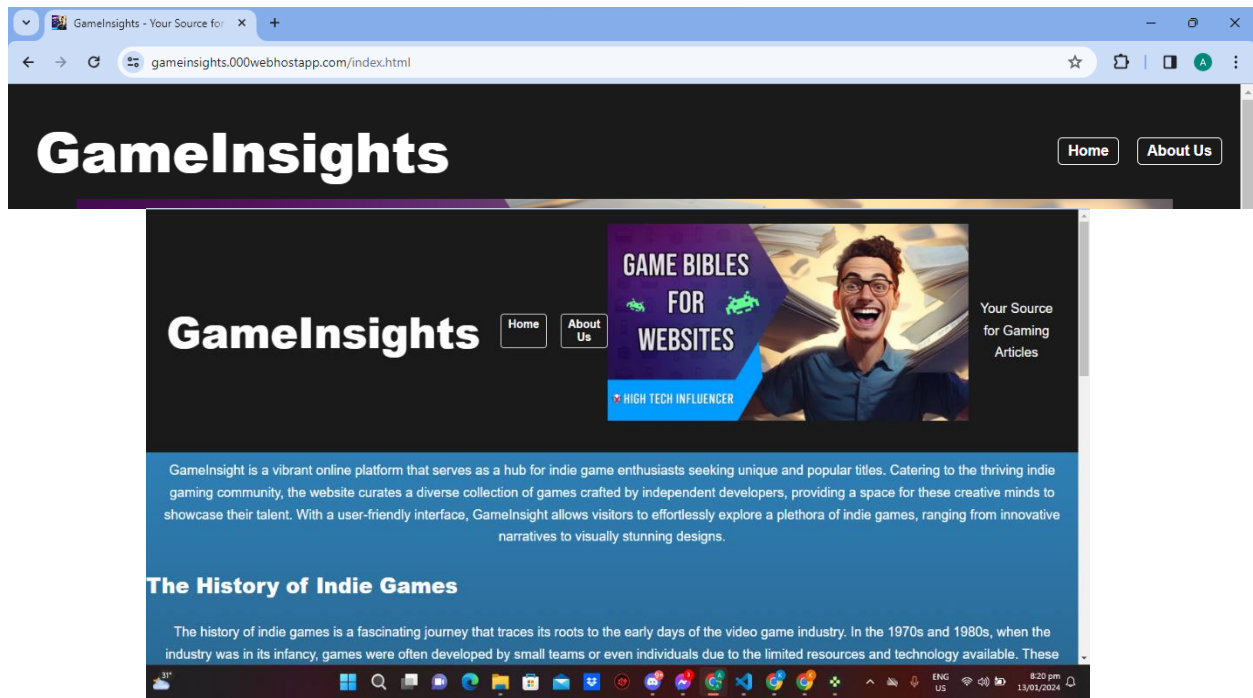 GameInsights - Your Source for
gameinsights.000webhostapp.com/index.html
A
GameInsights
Home
About Us
GameInsights
Home
About
Us
GAME BIBLES
FOR
WEBSITES
HIGH TECH INFLUENCER
Your Source
for Gaming
Articles
GameInsight is a vibrant online platform that serves as a hub for indie game enthusiasts seeking unique and popular titles. Catering to the thriving indie
gaming community, the website curates a diverse collection of games crafted by independent developers, providing a space for these creative minds to
showcase their talent. With a user-friendly interface, GameInsight allows visitors to effortlessly explore a plethora of indie games, ranging from innovative
narratives to visually stunning designs.
The History of Indie Games
The history of indie games is a fascinating journey that traces its roots to the early days of the video game industry. In the 1970s and 1980s, when the
industry was in its infancy, games were often developed by small teams or even individuals due to the limited resources and technology available. These
31°
ENG
US
8:20 pm
13/01/2024